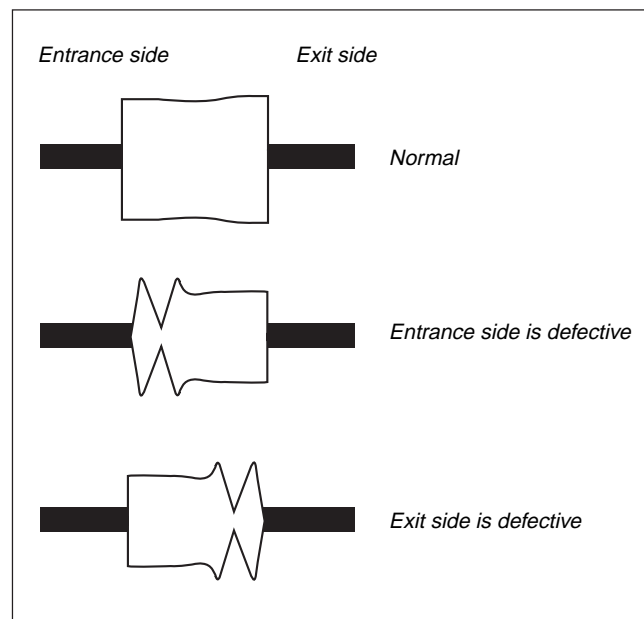 Entrance side Exit side
Normal
Entrance side is defective
Exit side is defective